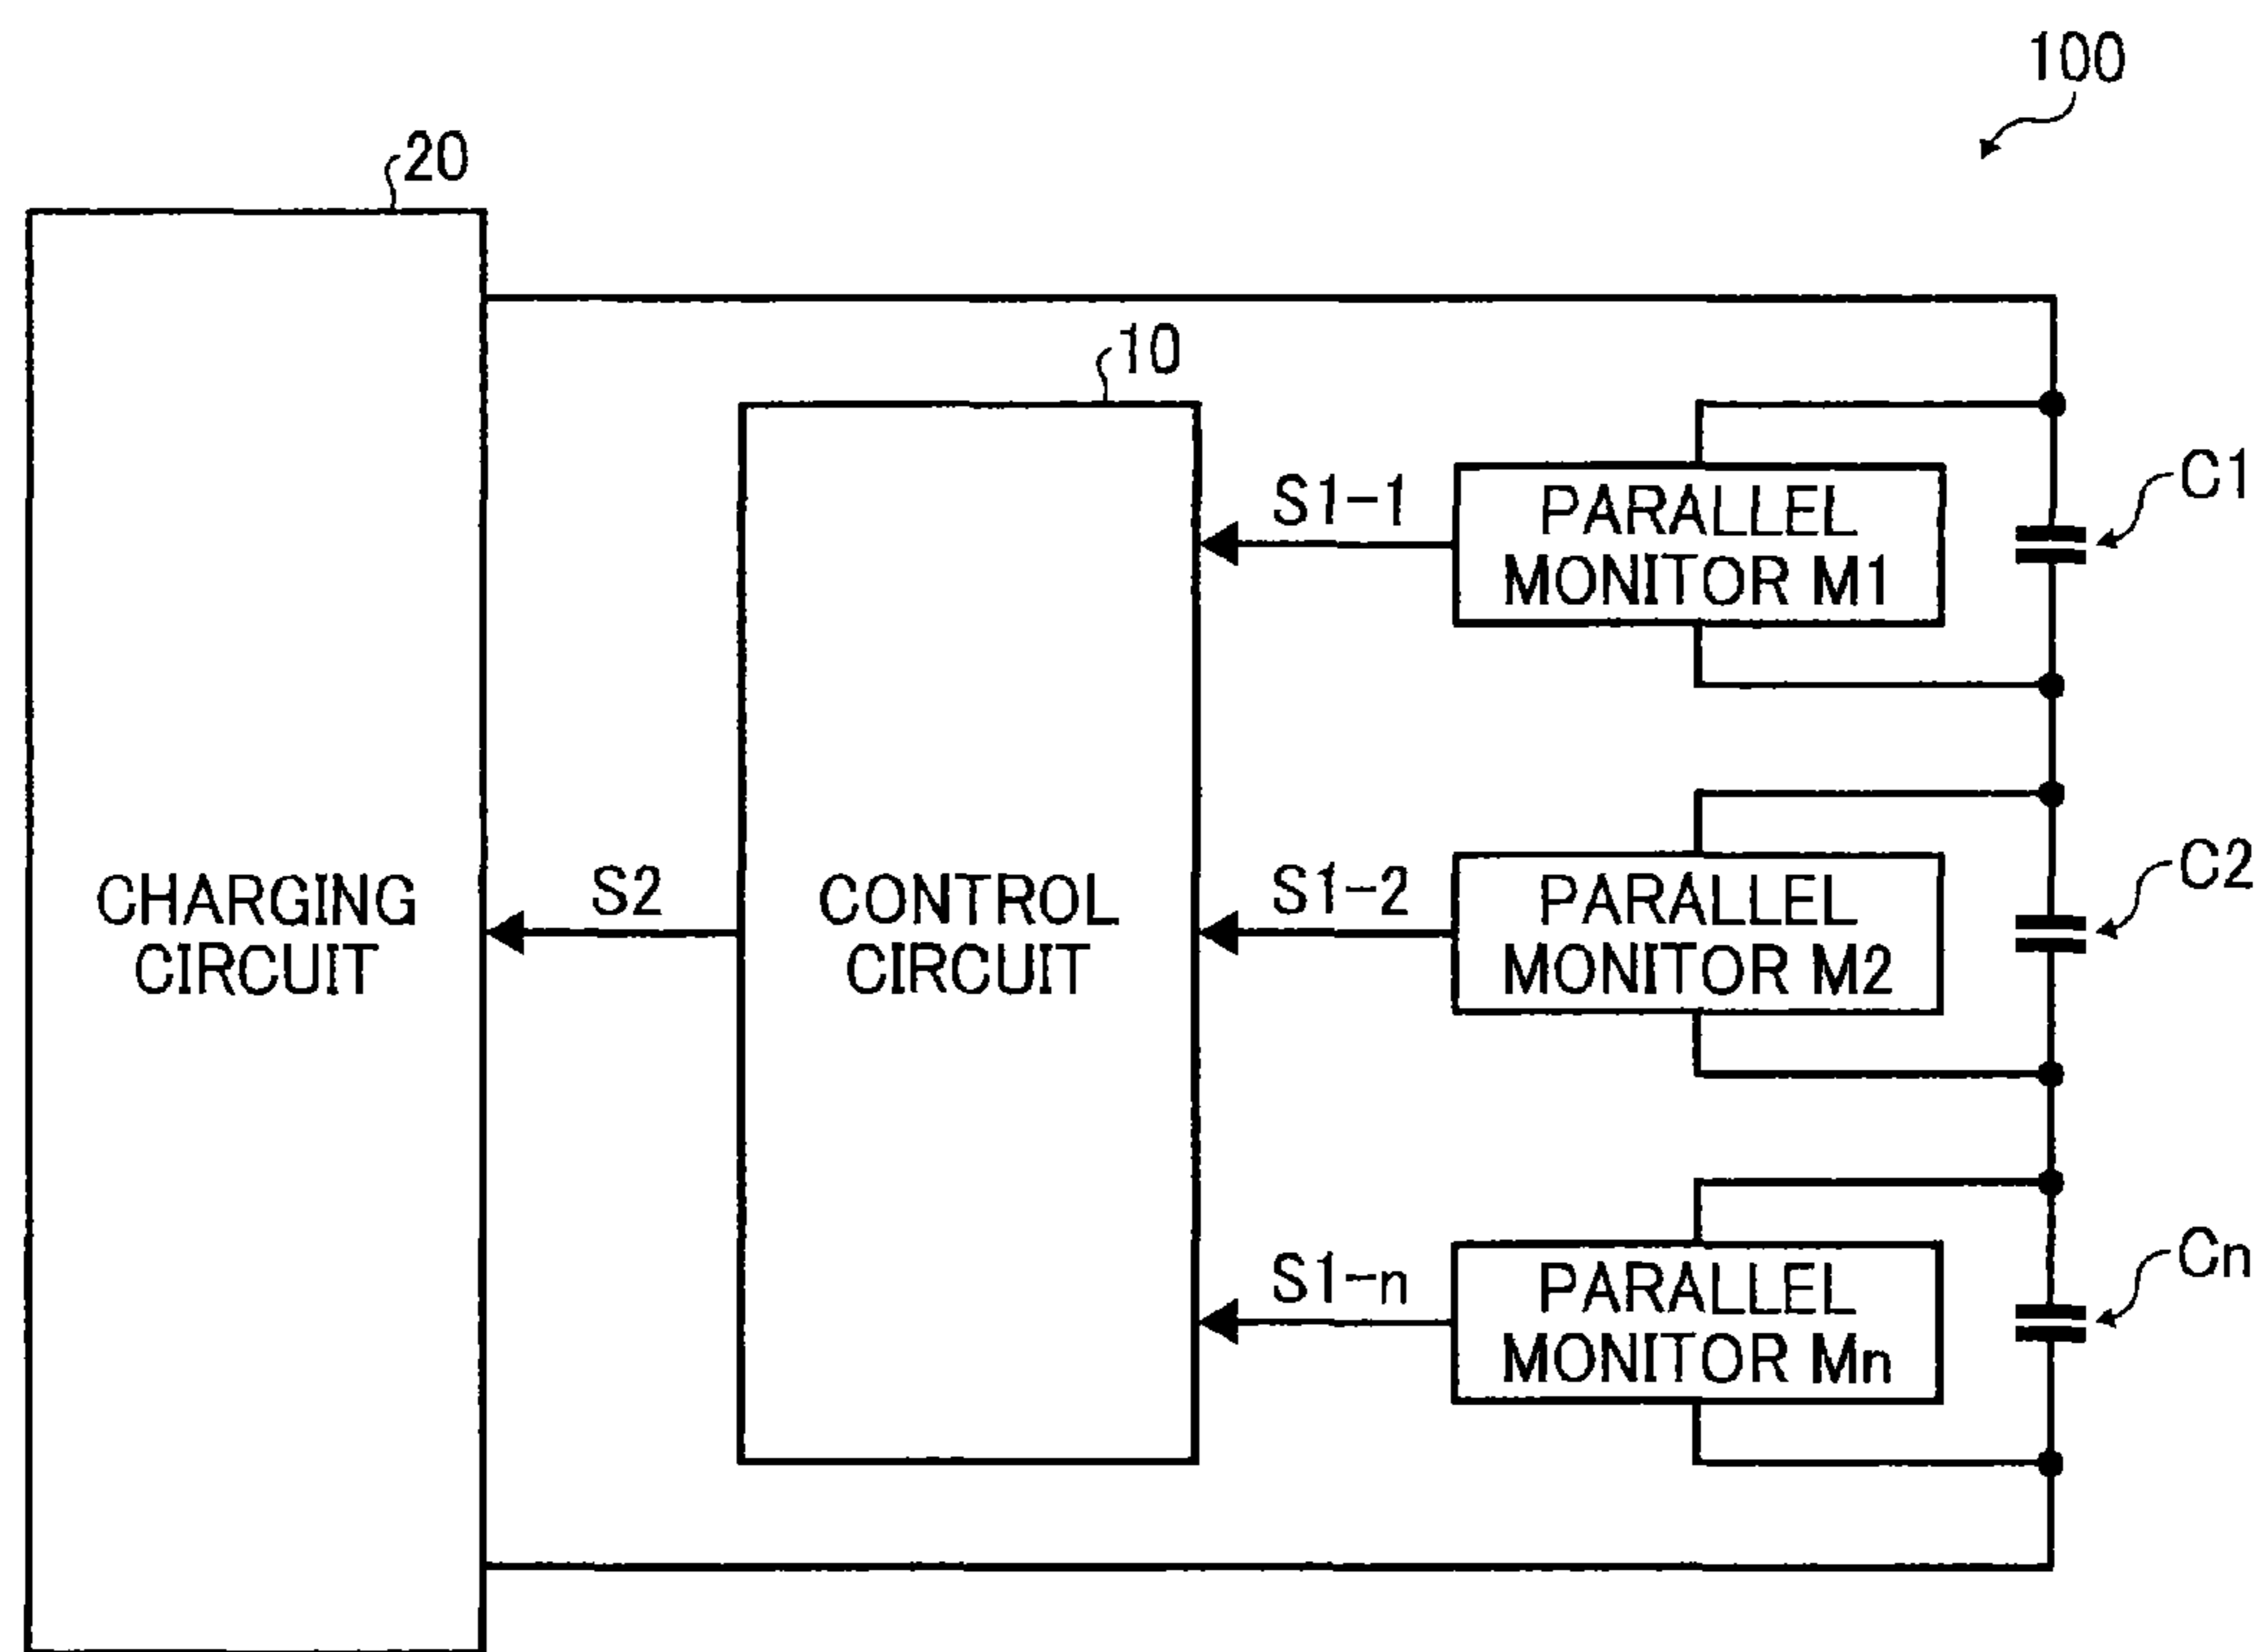 100
20
10
S1-1
PARALLEL
MONITOR M1
C1
CHARGING
CIRCUIT
S2
CONTROL
CIRCUIT
S1-2
PARALLEL
MONITOR M2
C2
S1-n
PARALLEL
MONITOR Mn
Cn